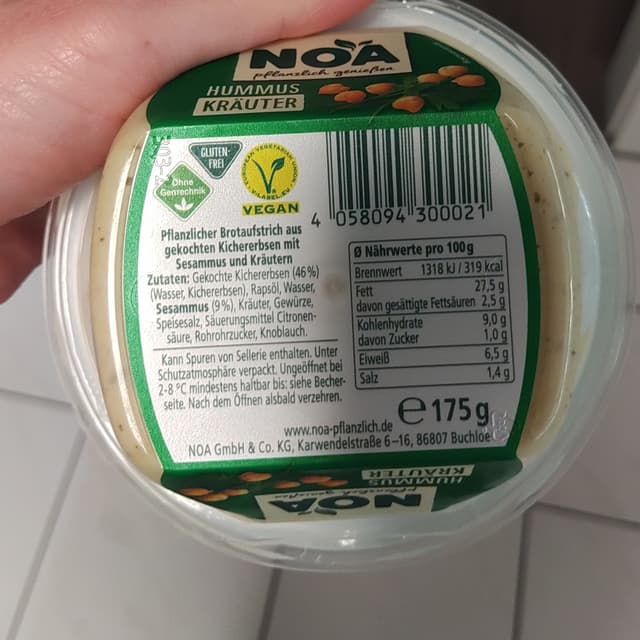 NOA
pflanzlich genießen
HUMMUS
KRÄUTER
GLUTEN-
FREI
Ohne
Gentechnik
EUROPEAN VEGETARIAN
V-LABEL.EU
VEGAN
4 058094 300021
Pflanzlicher Brotaufstrich aus
gekochten Kichererbsen mit
Sesammus und Kräutern
Zutaten: Gekochte Kichererbsen (46%)
(Wasser, Kichererbsen), Rapsöl, Wasser,
Sesammus (9%), Kräuter, Gewürze,
Speisesalz, Säuerungsmittel Citronen-
säure, Rohrohrzucker, Knoblauch.
Kann Spuren von Sellerie enthalten. Unter
Schutzatmosphäre verpackt. Ungeöffnet bei
2-8 °C mindestens haltbar bis: siehe Becher-
seite. Nach dem Öffnen alsbald verzehren.
Ø Nährwerte pro 100g
Brennwert 1318 kJ / 319 kcal
Fett 27,5 g
davon gesättigte Fettsäuren 2,5 g
Kohlenhydrate 9,0 g
davon Zucker 1,0 g
Eiweiß 6,5 g
Salz 1,4 g
e 175 g
www.noa-pflanzlich.de
NOA GmbH & Co. KG, Karwendelstraße 6–16, 86807 Buchloe
HUMMUS
KRÄUTER
NOA
pflanzlich genießen